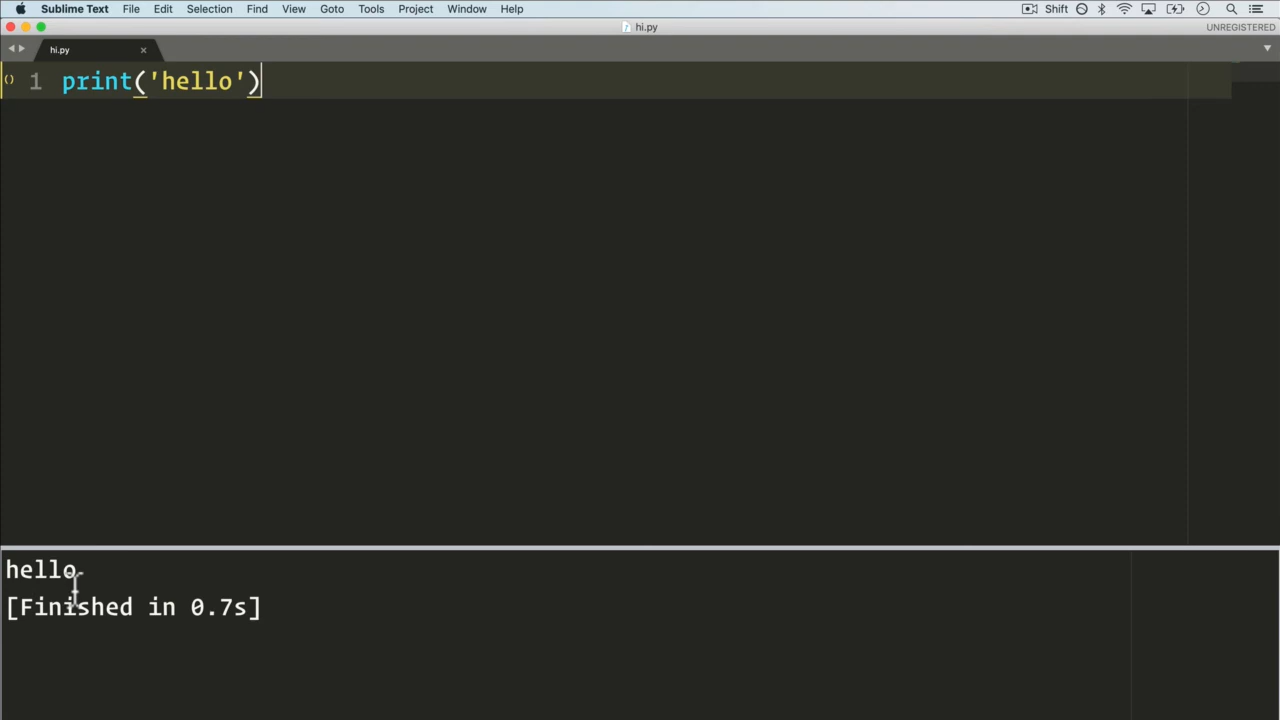 Sublime Text File Edit Selection Find View Goto Tools Project Window Help Shift
hi.py UNREGISTERED
hi.py
1 print('hello')
hello
[Finished in 0.7s]